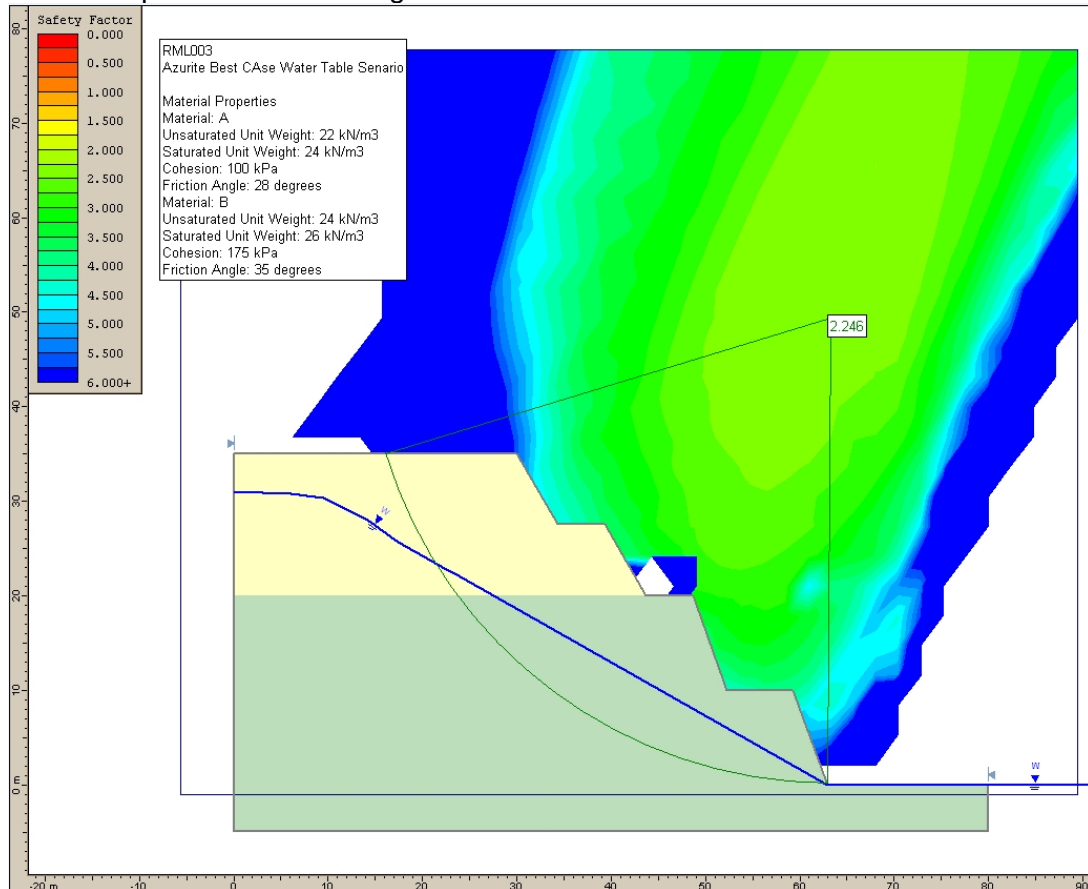 Safety Factor
0.000
0.500
1.000
1.500
2.000
2.500
3.000
3.500
4.000
4.500
5.000
5.500
6.000+
RML003
Azurite Best CAse Water Table Senario
Material Properties
Material: A
Unsaturated Unit Weight: 22 kN/m3
Saturated Unit Weight: 24 kN/m3
Cohesion: 100 kPa
Friction Angle: 28 degrees
Material: B
Unsaturated Unit Weight: 24 kN/m3
Saturated Unit Weight: 26 kN/m3
Cohesion: 175 kPa
Friction Angle: 35 degrees
2.246
W
W
80
70
60
50
40
30
20
10
0 m
-20 m
-10
0
10
20
30
40
50
60
70
80
90